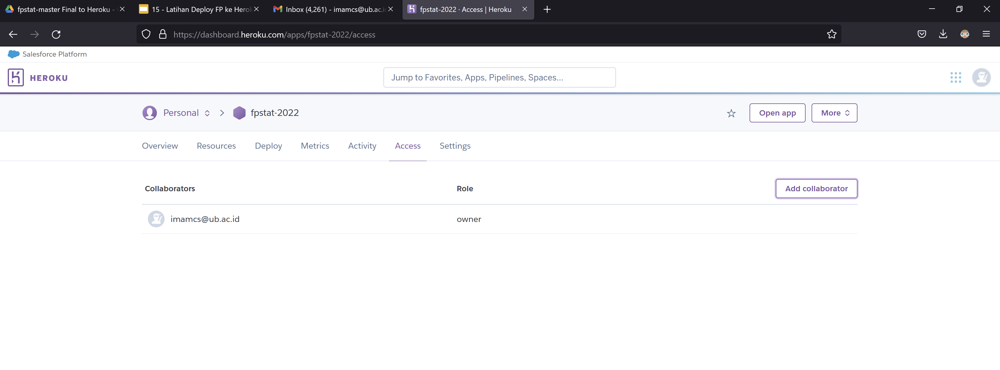 fpstat-master Final to Heroku -
15 - Latihan Deploy FP ke Herok
Inbox (4,261) - imamcs@ub.ac.i
fpstat-2022 · Access | Heroku
https://dashboard.heroku.com/apps/fpstat-2022/access
Salesforce Platform
HEROKU
Jump to Favorites, Apps, Pipelines, Spaces...
Personal
fpstat-2022
Open app
More
Overview
Resources
Deploy
Metrics
Activity
Access
Settings
Collaborators
Role
Add collaborator
imamcs@ub.ac.id
owner